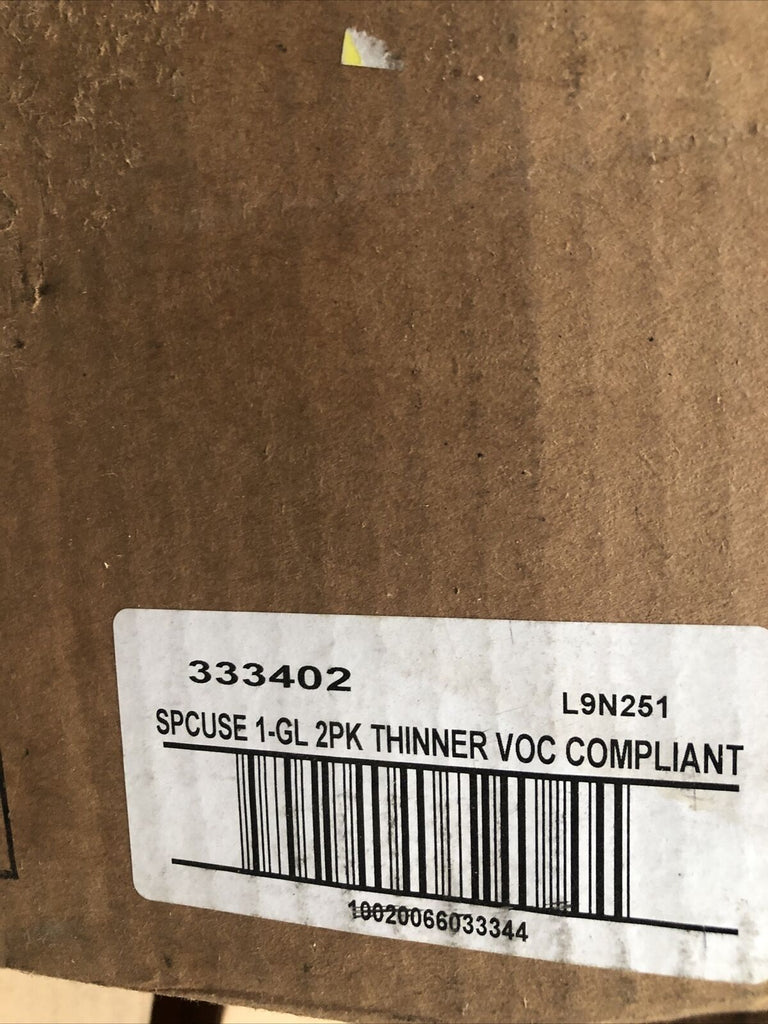 333402
L9N251
SPCUSE 1-GL 2PK THINNER VOC COMPLIANT
10020066033344